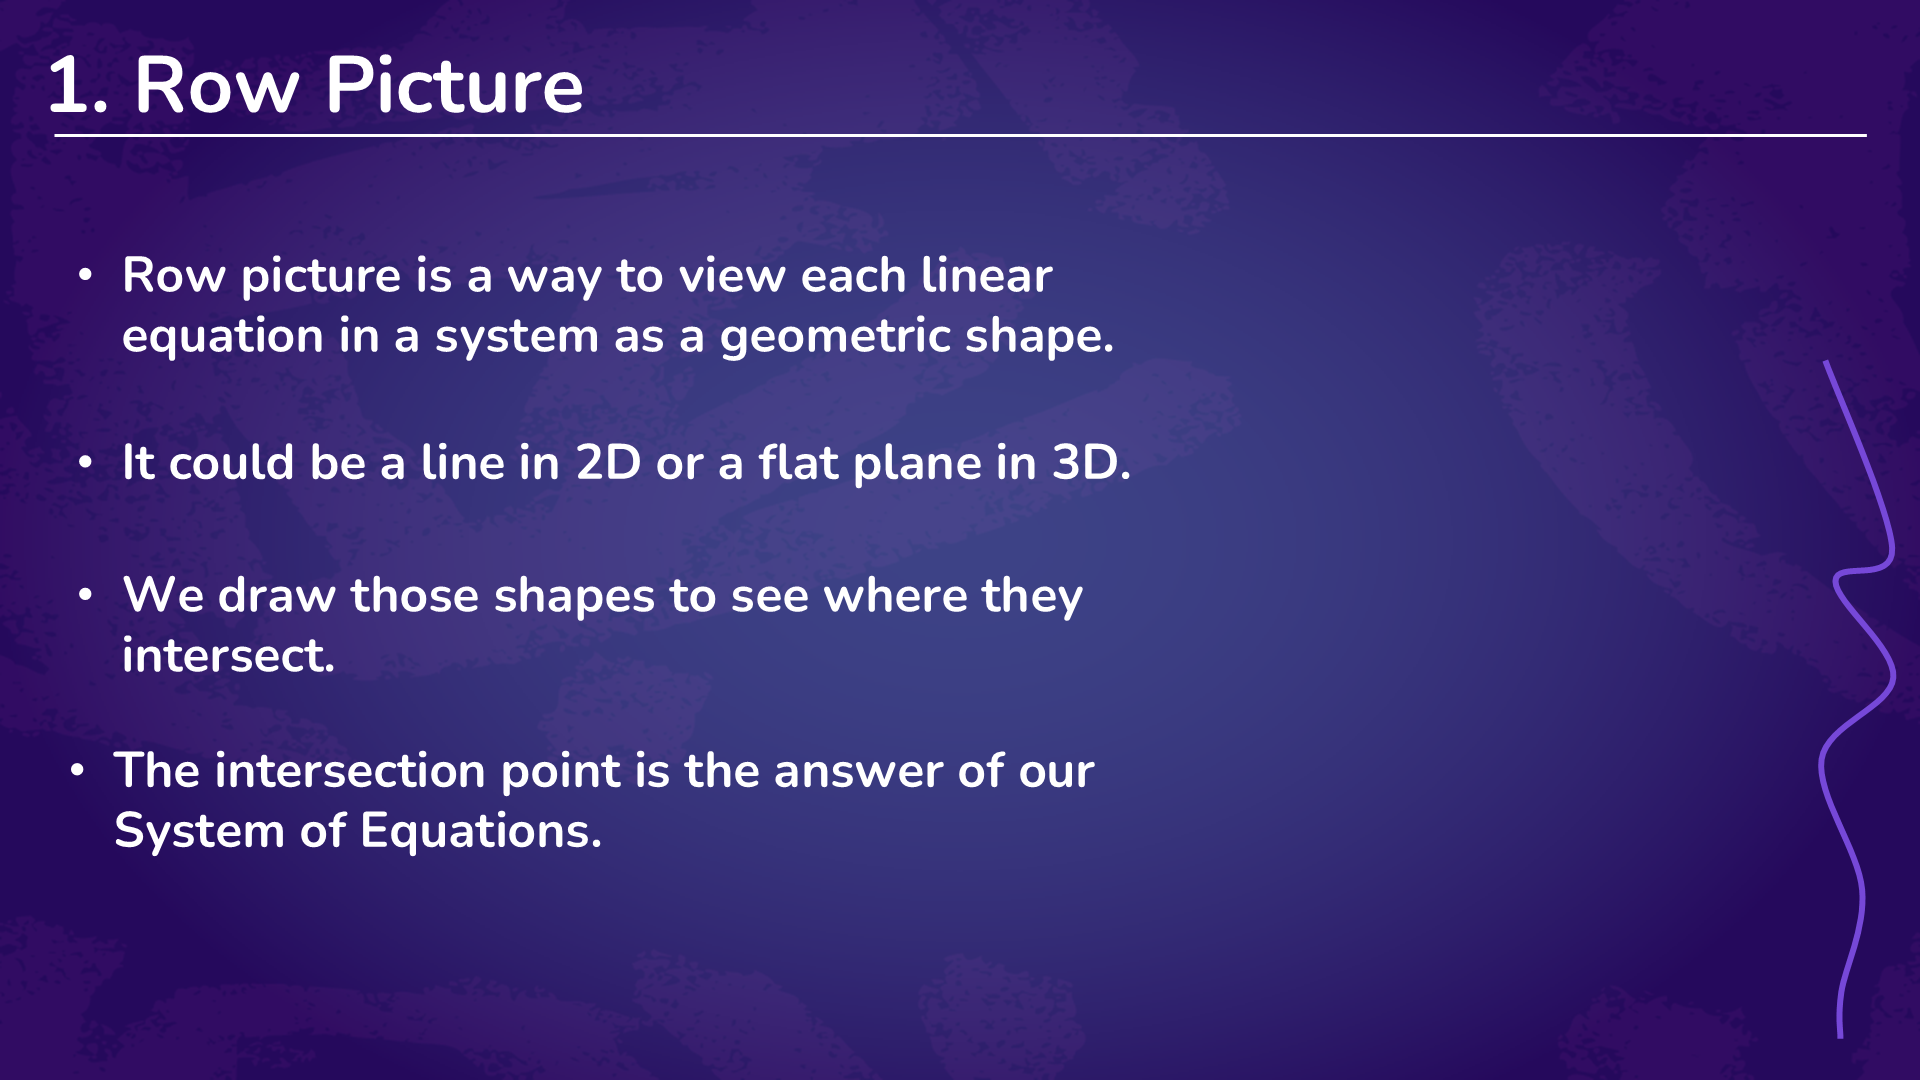 1. Row Picture
• Row picture is a way to view each linear
equation in a system as a geometric shape.
• It could be a line in 2D or a flat plane in 3D.
• We draw those shapes to see where they
intersect.
• The intersection point is the answer of our
System of Equations.